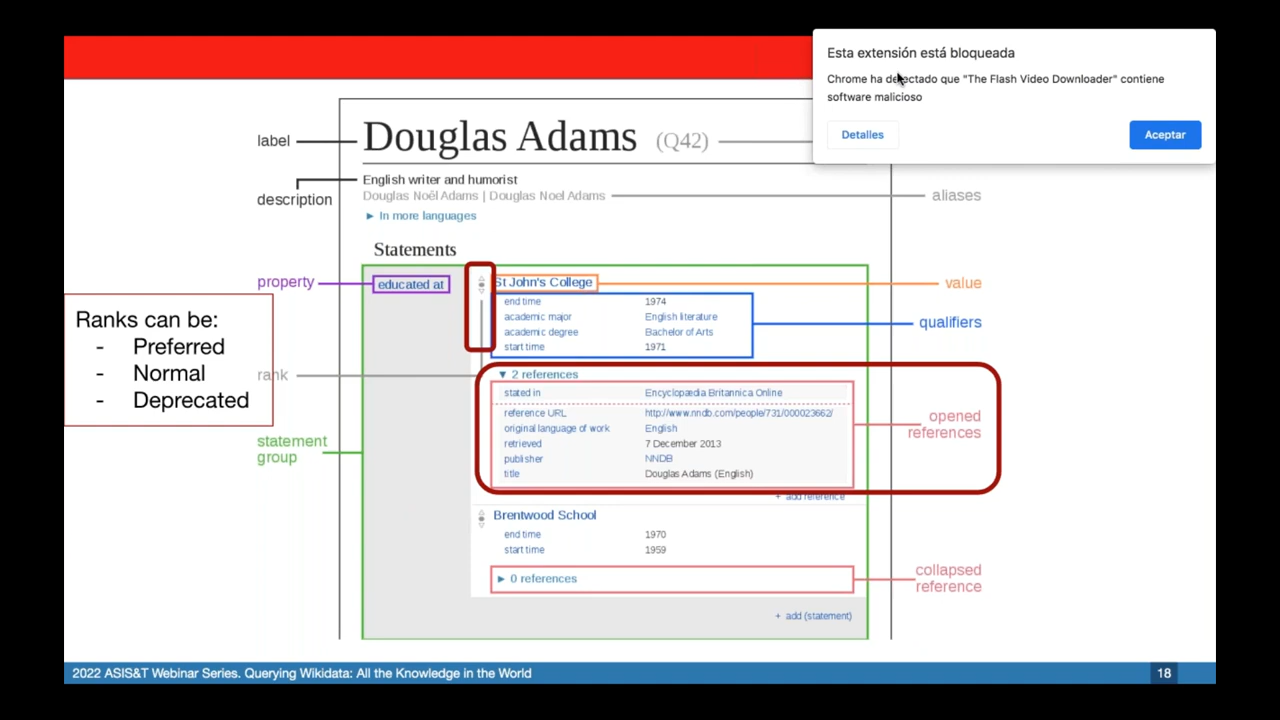 Esta extensión está bloqueada
Chrome ha detectado que "The Flash Video Downloader" contiene
software malicioso
Detalles
Aceptar
label
Douglas Adams (Q42)
description
English writer and humorist
Douglas Noël Adams | Douglas Noel Adams
aliases
► In more languages
Statements
property
educated at
St John's College
value
end time 1974
academic major English literature
academic degree Bachelor of Arts
start time 1971
qualifiers
Ranks can be:
- Preferred
- Normal
- Deprecated
rank
▼ 2 references
stated in Encyclopædia Britannica Online
reference URL http://www.nndb.com/people/731/000023662/
original language of work English
retrieved 7 December 2013
publisher NNDB
title Douglas Adams (English)
opened
references
statement
group
+ add reference
Brentwood School
end time 1970
start time 1959
► 0 references
collapsed
reference
+ add (statement)
2022 ASIS&T Webinar Series. Querying Wikidata: All the Knowledge in the World
18